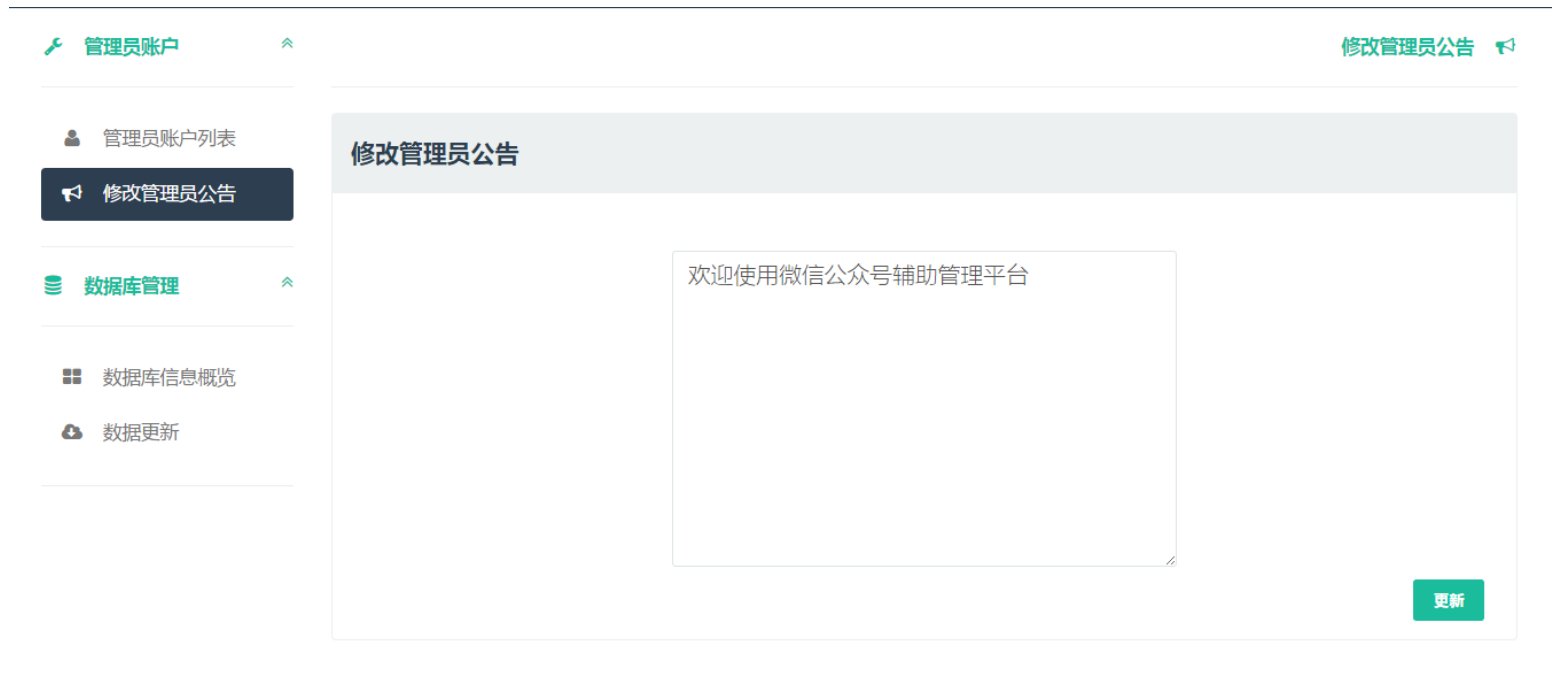 管理员账户
修改管理员公告
管理员账户列表
修改管理员公告
数据库管理
数据库信息概览
数据更新
修改管理员公告
欢迎使用微信公众号辅助管理平台
更新